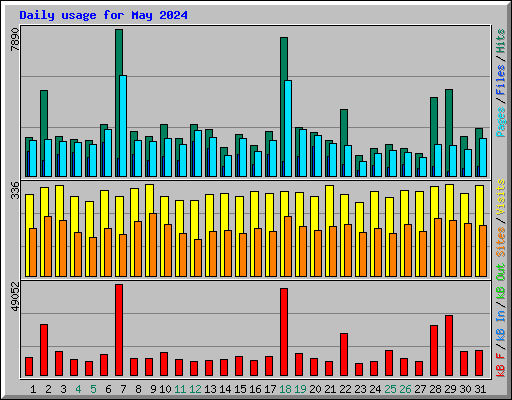 Daily usage for May 2024
7890
Pages/Files/Hits
336
Sites/Visits
49052
kB F/kB In/kB Out
1 2 3 4 5 6 7 8 9 10 11 12 13 14 15 16 17 18 19 20 21 22 23 24 25 26 27 28 29 30 31